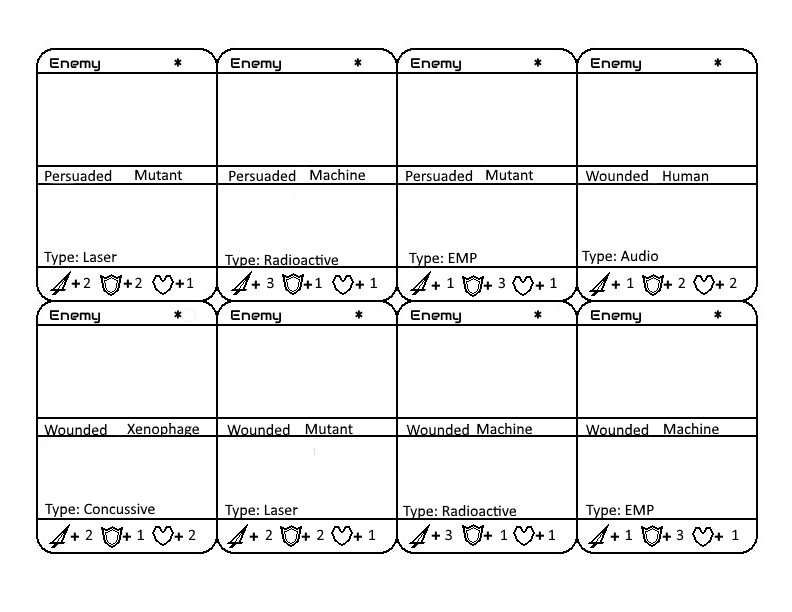 Enemy * Enemy * Enemy * Enemy *
Persuaded Mutant Persuaded Machine Persuaded Mutant Wounded Human
Type: Laser Type: Radioactive Type: EMP Type: Audio
+2 +2 +1 + 3 +1 + 1 + 1 + 3 + 1 + 1 + 2 + 2
Enemy * Enemy * Enemy * Enemy *
Wounded Xenophage Wounded Mutant Wounded Machine Wounded Machine
Type: Concussive Type: Laser Type: Radioactive Type: EMP
+ 2 + 1 + 2 + 2 + 2 + 1 +3 + 1 +1 + 1 + 3 + 1